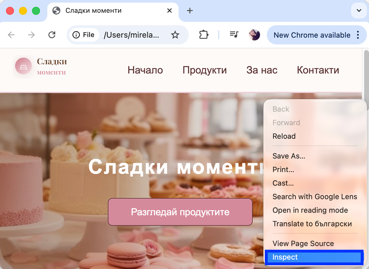 Сладки моменти
File
/Users/mirela...
New Chrome available
Сладки
моменти
Начало
Продукти
За нас
Контакти
Сладки моменти
Разгледай продуктите
Back
Forward
Reload
Save As...
Print...
Cast...
Search with Google Lens
Open in reading mode
Translate to български
View Page Source
Inspect